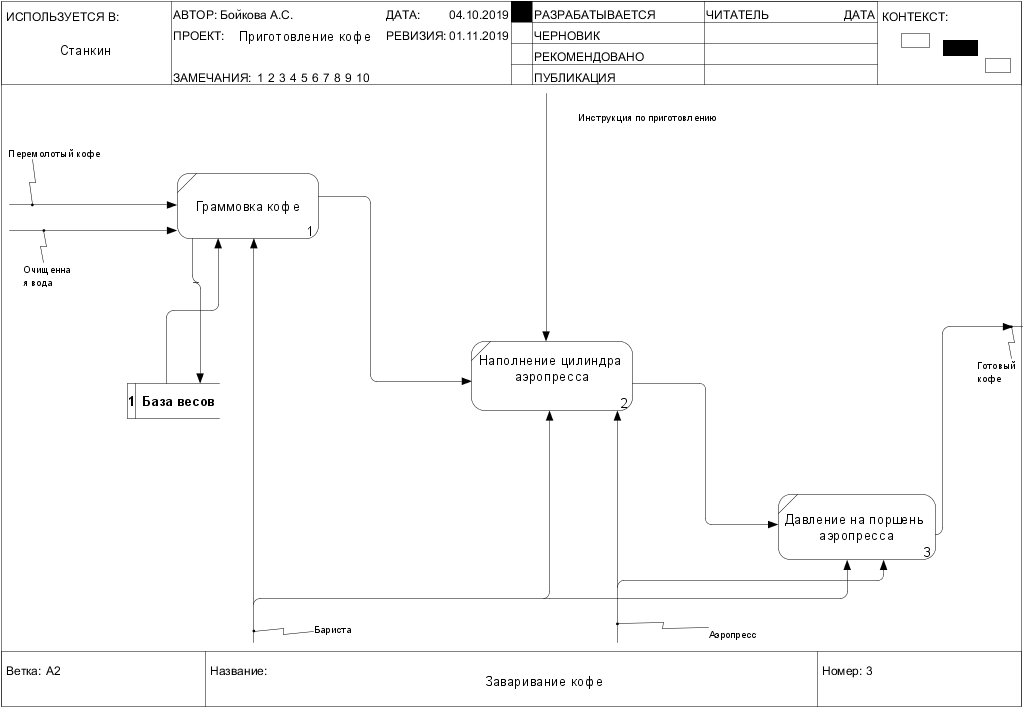 ИСПОЛЬЗУЕТСЯ В:
Станкин
АВТОР: Бойкова А.С.
ДАТА: 04.10.2019
ПРОЕКТ: Приготовление кофе
РЕВИЗИЯ: 01.11.2019
ЗАМЕЧАНИЯ: 1 2 3 4 5 6 7 8 9 10
РАЗРАБАТЫВАЕТСЯ
ЧЕРНОВИК
РЕКОМЕНДОВАНО
ПУБЛИКАЦИЯ
ЧИТАТЕЛЬ ДАТА
КОНТЕКСТ:
Инструкция по приготовлению
Перемолотый кофе
Граммовка кофе
1
Очищенна
я вода
Наполнение цилиндра
аэропресса
2
Готовый
кофе
1 База весов
Давление на поршень
аэропресса
3
Бариста
Аэропресс
Ветка: A2
Название:
Заваривание кофе
Номер: 3